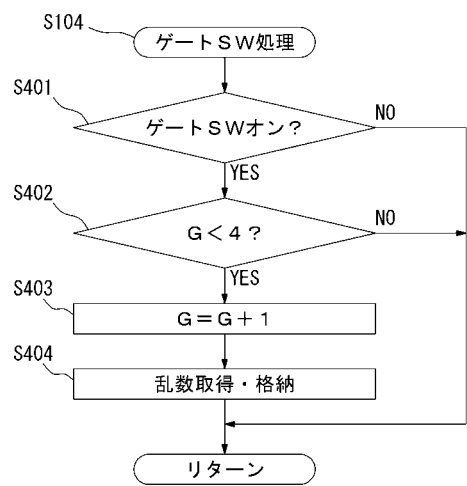 S104
ゲートSW処理
S401
ゲートSWオン?
NO
YES
S402
G<4?
NO
YES
S403
G=G+1
S404
乱数取得・格納
リターン